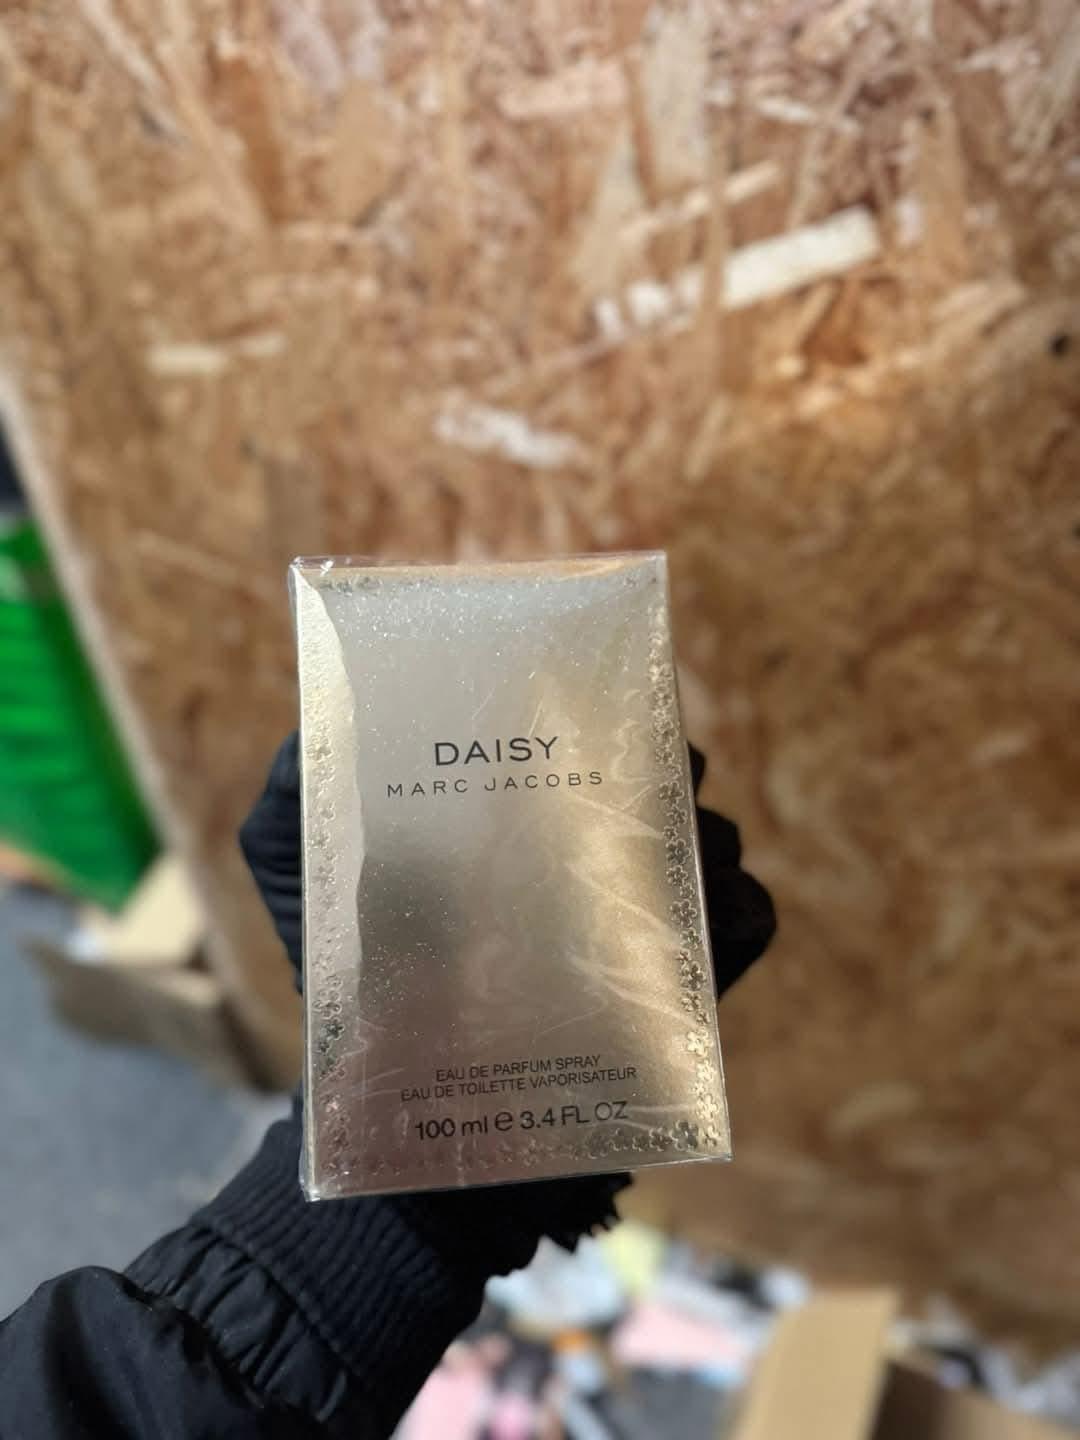 DAISY
MARC JACOBS
EAU DE PARFUM SPRAY
EAU DE TOILETTE VAPORISATEUR
100 ml ℮ 3.4 FL OZ